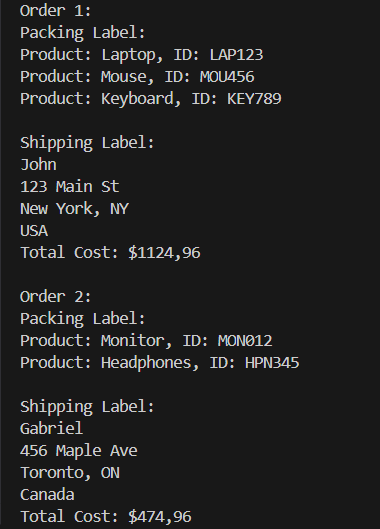 Order 1:
Packing Label:
Product: Laptop, ID: LAP123
Product: Mouse, ID: MOU456
Product: Keyboard, ID: KEY789

Shipping Label:
John
123 Main St
New York, NY
USA
Total Cost: $1124,96

Order 2:
Packing Label:
Product: Monitor, ID: MON012
Product: Headphones, ID: HPN345

Shipping Label:
Gabriel
456 Maple Ave
Toronto, ON
Canada
Total Cost: $474,96